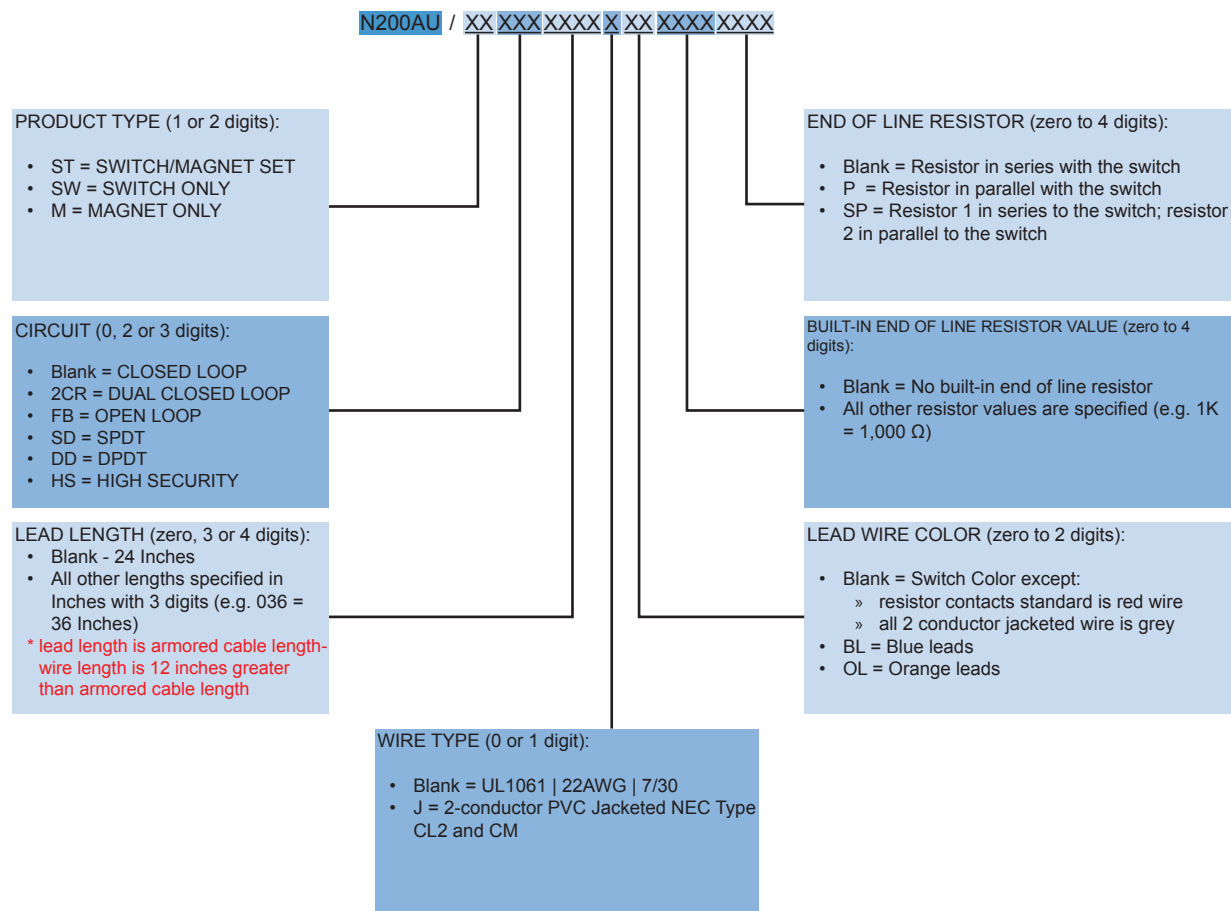 N200AU / XX XXX XXXX X XX XXXX XXXX
PRODUCT TYPE (1 or 2 digits):
• ST = SWITCH/MAGNET SET
• SW = SWITCH ONLY
• M = MAGNET ONLY
CIRCUIT (0, 2 or 3 digits):
• Blank = CLOSED LOOP
• 2CR = DUAL CLOSED LOOP
• FB = OPEN LOOP
• SD = SPDT
• DD = DPDT
• HS = HIGH SECURITY
LEAD LENGTH (zero, 3 or 4 digits):
• Blank - 24 Inches
• All other lengths specified in
Inches with 3 digits (e.g. 036 =
36 Inches)
* lead length is armored cable length-
wire length is 12 inches greater
than armored cable length
WIRE TYPE (0 or 1 digit):
• Blank = UL1061 | 22AWG | 7/30
• J = 2-conductor PVC Jacketed NEC Type
CL2 and CM
END OF LINE RESISTOR (zero to 4 digits):
• Blank = Resistor in series with the switch
• P = Resistor in parallel with the switch
• SP = Resistor 1 in series to the switch; resistor
2 in parallel to the switch
BUILT-IN END OF LINE RESISTOR VALUE (zero to 4
digits):
• Blank = No built-in end of line resistor
• All other resistor values are specified (e.g. 1K
= 1,000 Ω)
LEAD WIRE COLOR (zero to 2 digits):
• Blank = Switch Color except:
» resistor contacts standard is red wire
» all 2 conductor jacketed wire is grey
• BL = Blue leads
• OL = Orange leads